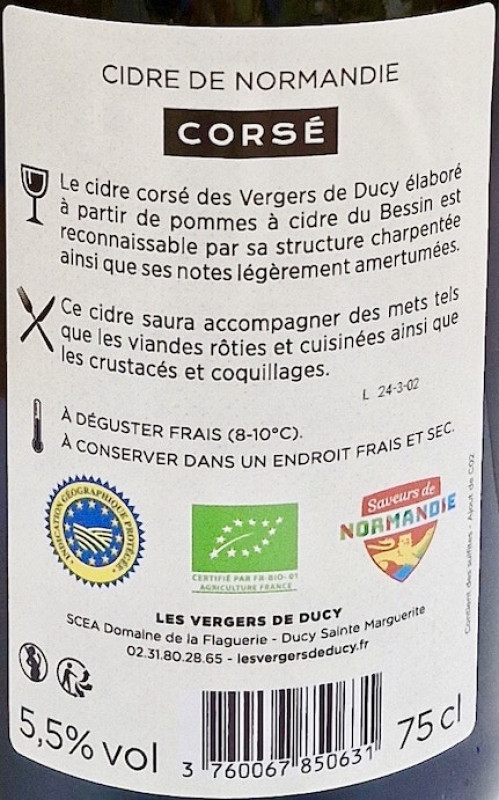 CIDRE DE NORMANDIE
CORSÉ
Le cidre corsé des Vergers de Ducy élaboré
à partir de pommes à cidre du Bessin est
reconnaissable par sa structure charpentée
ainsi que ses notes légèrement amertumées.
Ce cidre saura accompagner des mets tels
que les viandes rôties et cuisinées ainsi que
les crustacés et coquillages.
L 24-3-02
À DÉGUSTER FRAIS (8-10°C).
À CONSERVER DANS UN ENDROIT FRAIS ET SEC.
INDICATION GÉOGRAPHIQUE PROTÉGÉE
CERTIFIÉ PAR FR-BIO-01
AGRICULTURE FRANCE
Saveurs de
NORMANDIE
Contient des sulfites - Ajout de CO2
LES VERGERS DE DUCY
SCEA Domaine de la Flaguerie - Ducy Sainte Marguerite
02.31.80.28.65 - lesvergersdeducy.fr
5,5% vol
3 760067 850631
75 cl